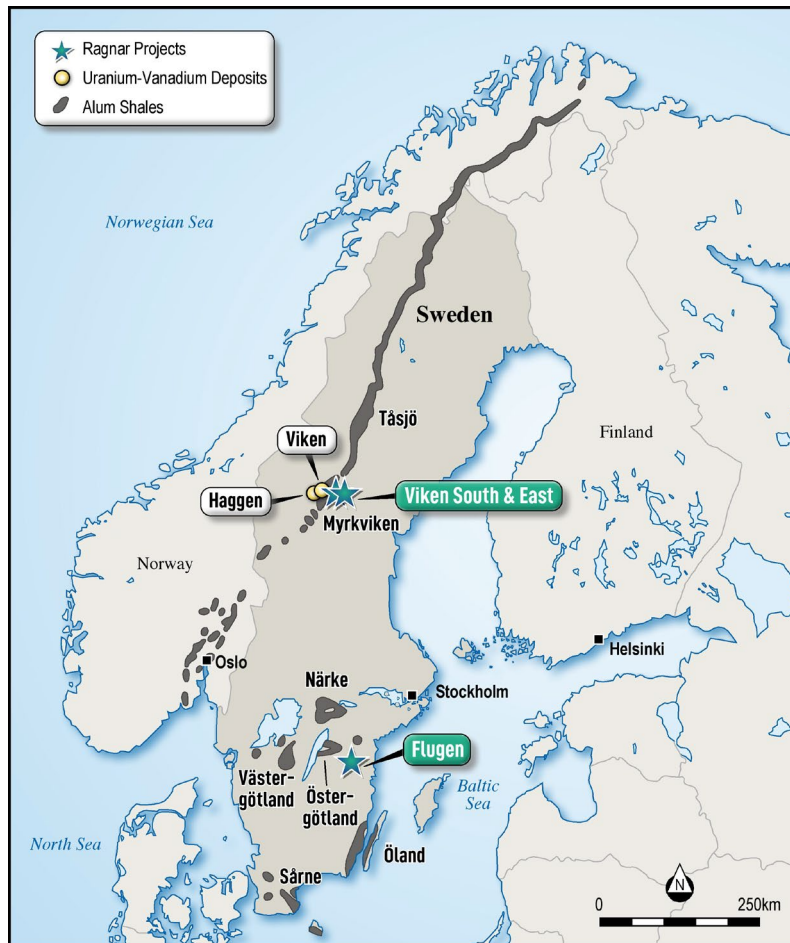 Ragnar Projects
Uranium-Vanadium Deposits
Alum Shales
Norwegian Sea
Sweden
Tåsjö
Viken
Finland
Haggen
Viken South & East
Myrkviken
Norway
Oslo
Helsinki
Närke
Stockholm
Flugen
Väster-
götland
Öster-
götland
Baltic
Sea
North Sea
Öland
Sårne
N
0
250km